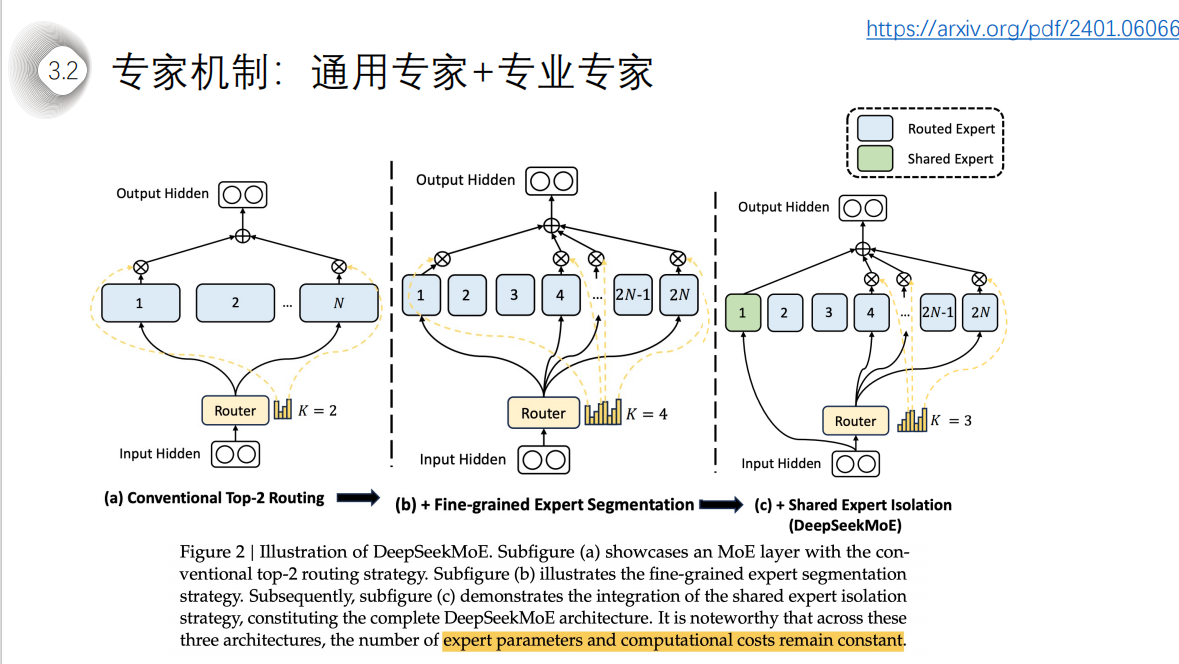 https://arxiv.org/pdf/2401.06066
3.2
专家机制：通用专家+专业专家
Routed Expert
Shared Expert
Output Hidden
1
2
...
N
Router
K = 2
Input Hidden
(a) Conventional Top-2 Routing
Output Hidden
1
2
3
4
...
2N-1
2N
Router
K = 4
Input Hidden
(b) + Fine-grained Expert Segmentation
Output Hidden
1
2
3
4
...
2N-1
2N
Router
K = 3
Input Hidden
(c) + Shared Expert Isolation
(DeepSeekMoE)
Figure 2 | Illustration of DeepSeekMoE. Subfigure (a) showcases an MoE layer with the con-
ventional top-2 routing strategy. Subfigure (b) illustrates the fine-grained expert segmentation
strategy. Subsequently, subfigure (c) demonstrates the integration of the shared expert isolation
strategy, constituting the complete DeepSeekMoE architecture. It is noteworthy that across these
three architectures, the number of expert parameters and computational costs remain constant.